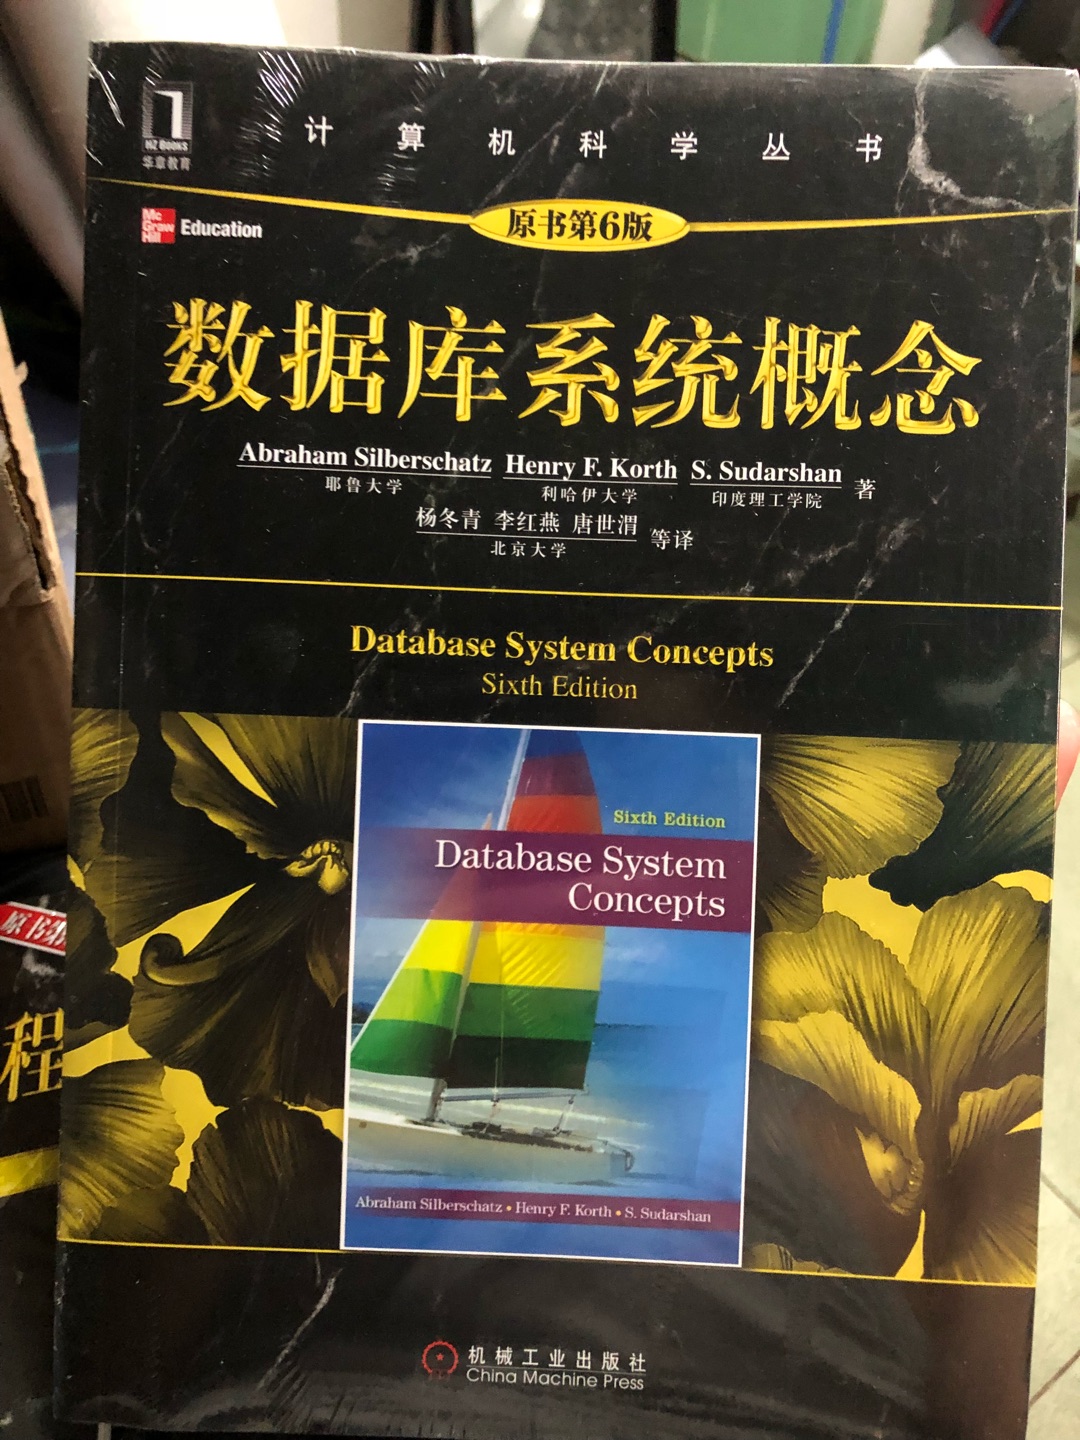 HZ BOOKS
华章教育
计算机科学丛书
Mc Graw Hill Education
原书第6版
数据库系统概念
Abraham Silberschatz Henry F. Korth S. Sudarshan 著
耶鲁大学 利哈伊大学 印度理工学院
杨冬青 李红燕 唐世渭 等译
北京大学
Database System Concepts
Sixth Edition
Sixth Edition
Database System
Concepts
Abraham Silberschatz • Henry F. Korth • S. Sudarshan
机械工业出版社
China Machine Press
原书第
程